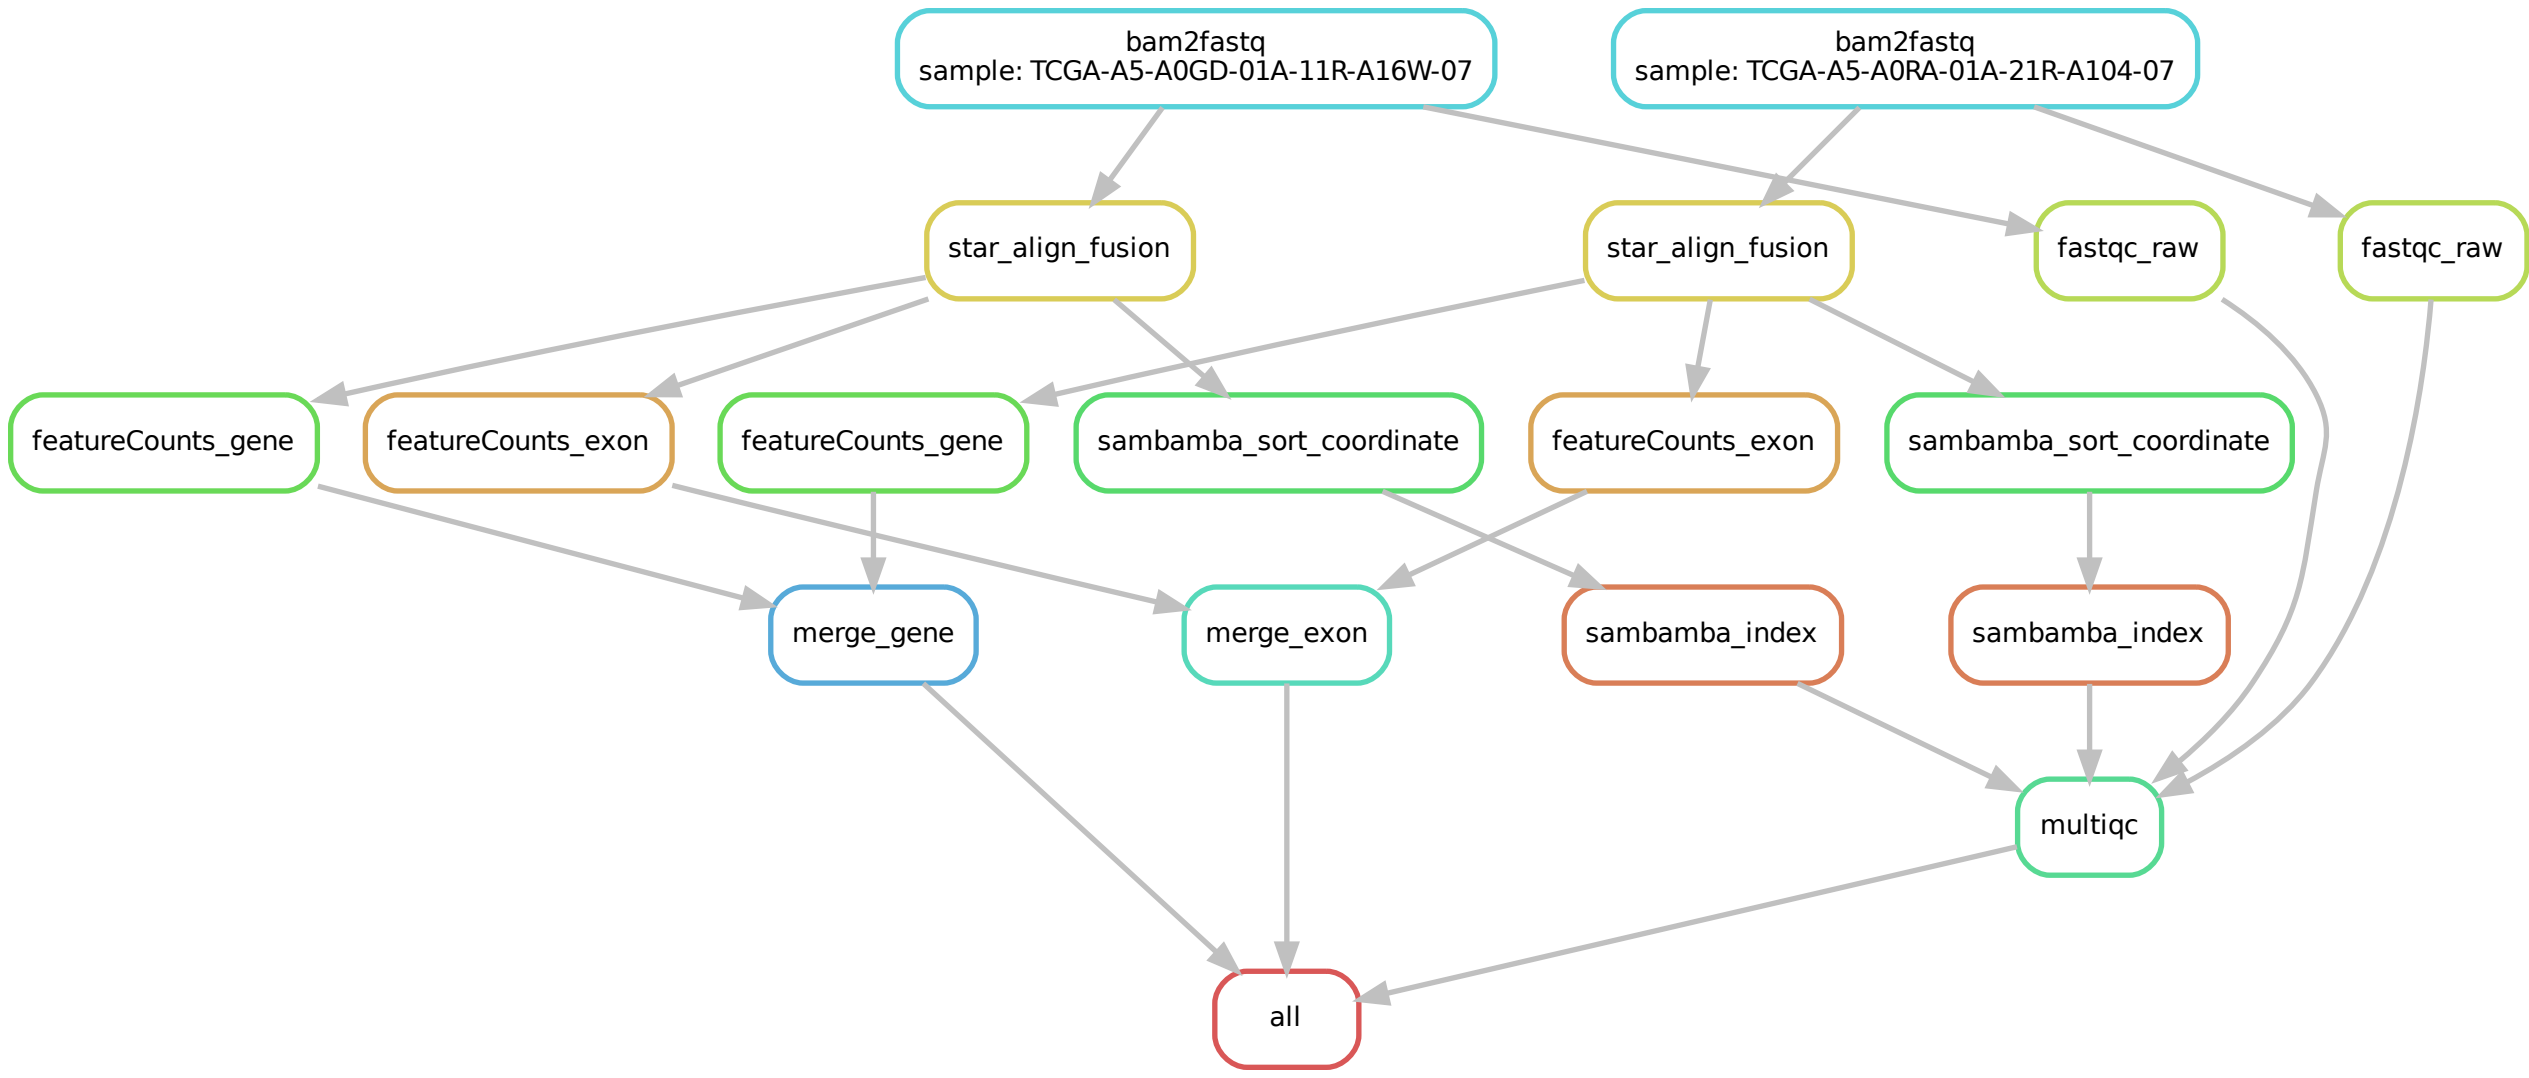 bam2fastq
sample: TCGA-A5-A0GD-01A-11R-A16W-07
bam2fastq
sample: TCGA-A5-A0RA-01A-21R-A104-07
star_align_fusion
star_align_fusion
fastqc_raw
fastqc_raw
featureCounts_gene
featureCounts_exon
featureCounts_gene
sambamba_sort_coordinate
featureCounts_exon
sambamba_sort_coordinate
merge_gene
merge_exon
sambamba_index
sambamba_index
multiqc
all